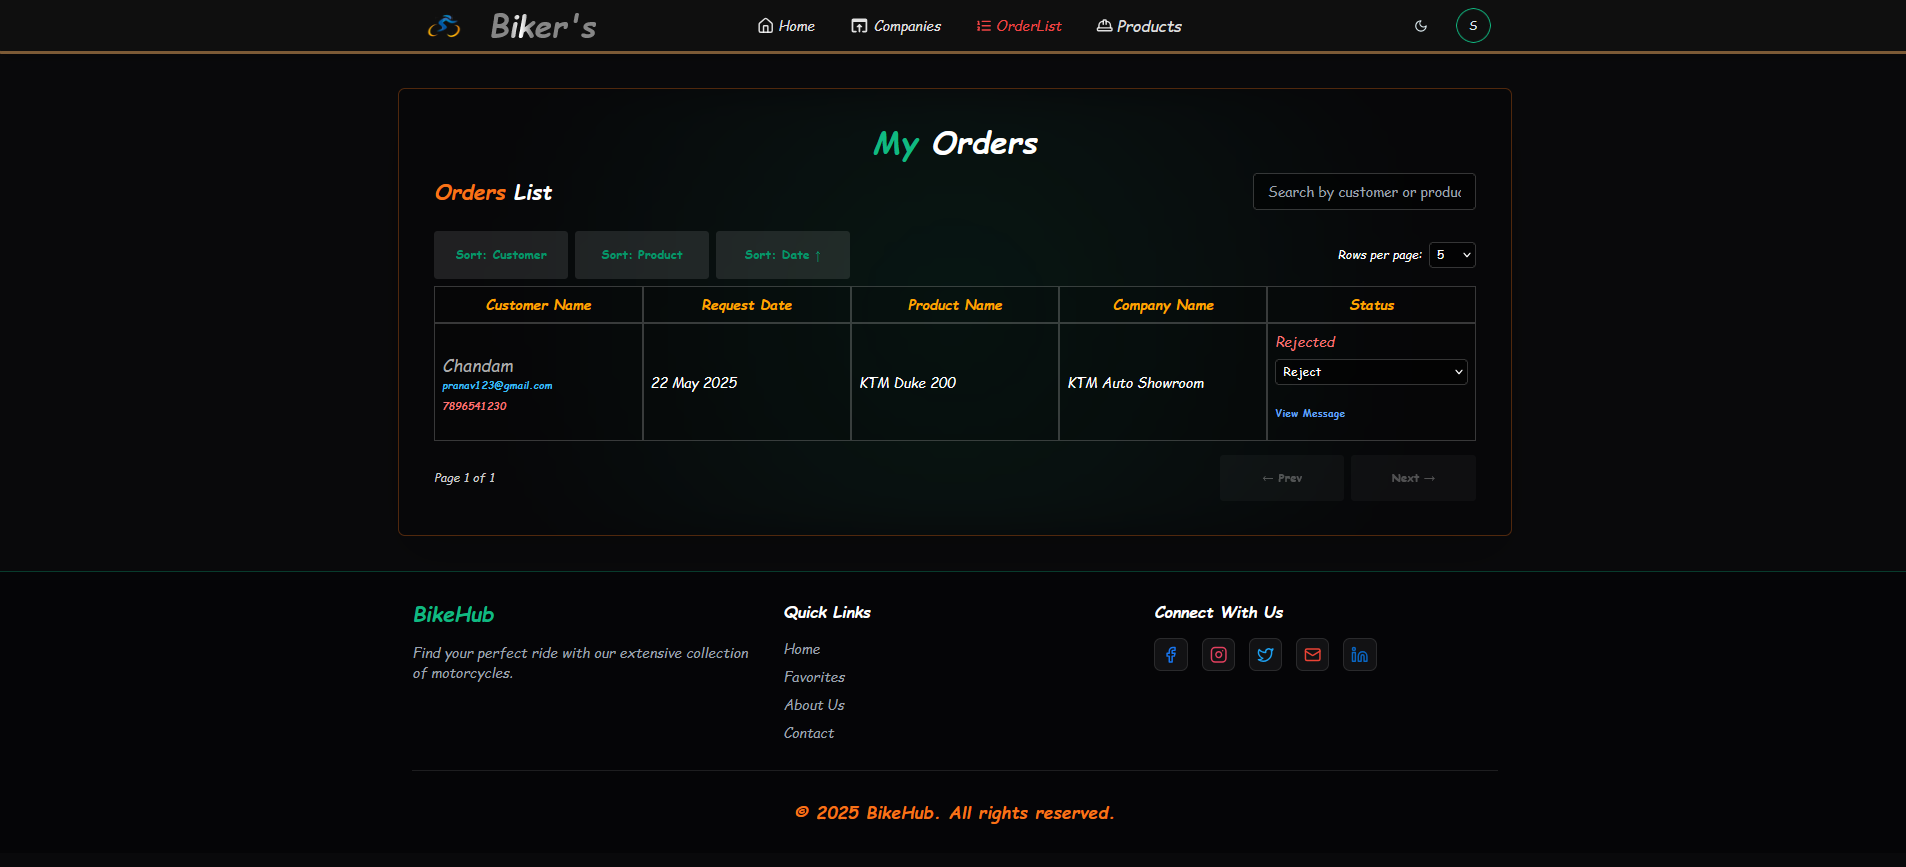 Biker's
Home
Companies
OrderList
Products
S
My Orders
Orders List
Search by customer or produc
Sort: Customer
Sort: Product
Sort: Date ↑
Rows per page:
5
Customer Name
Request Date
Product Name
Company Name
Status
Chandam
pranav123@gmail.com
7896541230
22 May 2025
KTM Duke 200
KTM Auto Showroom
Rejected
Reject
View Message
Page 1 of 1
← Prev
Next →
BikeHub
Find your perfect ride with our extensive collection
of motorcycles.
Quick Links
Home
Favorites
About Us
Contact
Connect With Us
© 2025 BikeHub. All rights reserved.